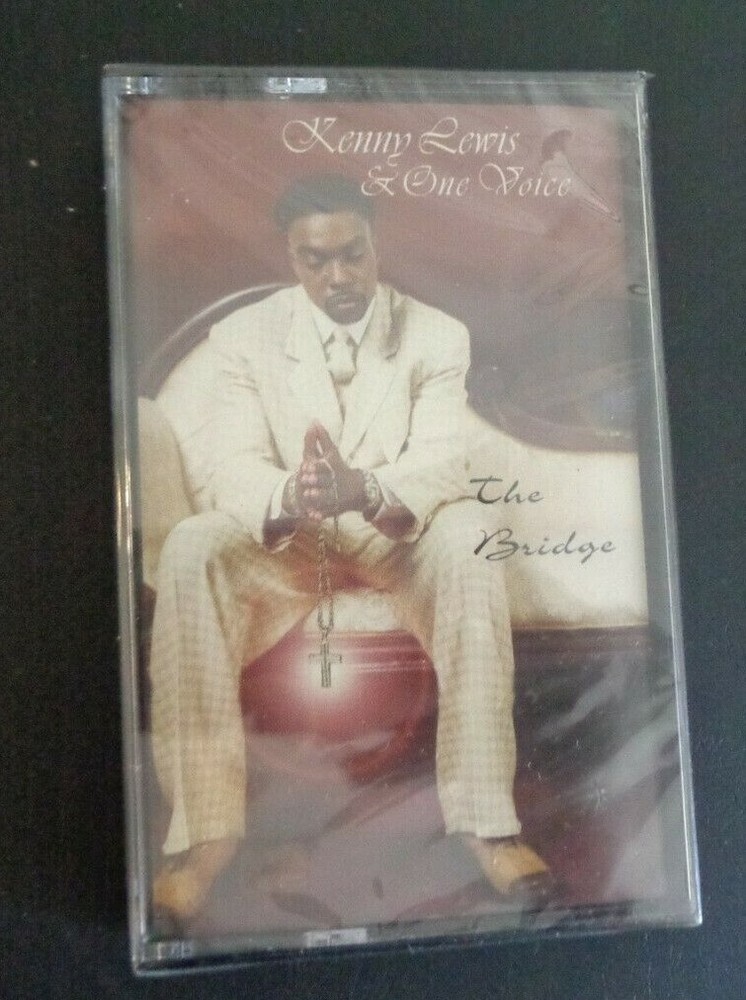 Kenny Lewis
& One Voice
The
Bridge